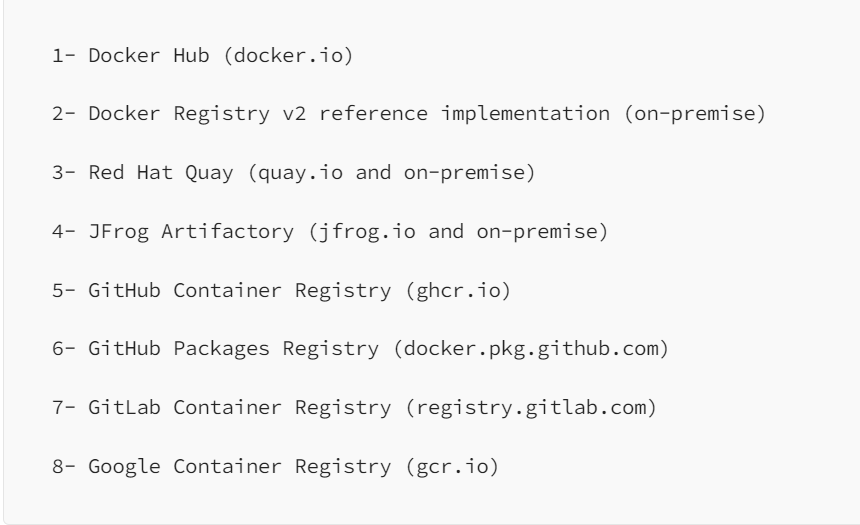 1- Docker Hub (docker.io)
2- Docker Registry v2 reference implementation (on-premise)
3- Red Hat Quay (quay.io and on-premise)
4- JFrog Artifactory (jfrog.io and on-premise)
5- GitHub Container Registry (ghcr.io)
6- GitHub Packages Registry (docker.pkg.github.com)
7- GitLab Container Registry (registry.gitlab.com)
8- Google Container Registry (gcr.io)